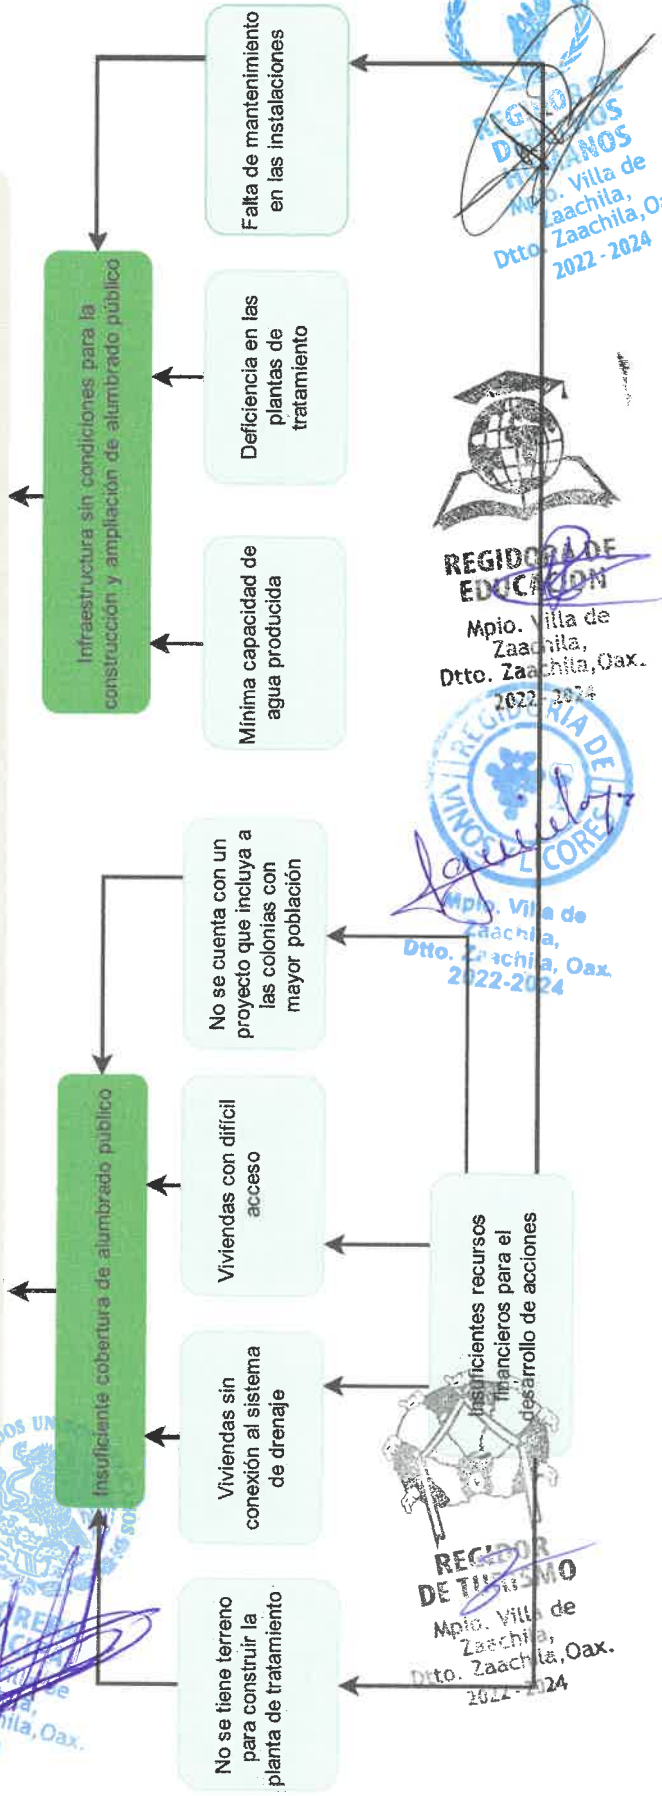 Insuficiente cobertura de alumbrado público
Infraestructura sin condiciones para la
construcción y ampliación de alumbrado público
No se tiene terreno
para construir la
planta de tratamiento
Viviendas sin
conexión al sistema
de drenaje
Viviendas con difícil
acceso
No se cuenta con un
proyecto que incluya a
las colonias con
mayor población
Mínima capacidad de
agua producida
Deficiencia en las
plantas de
tratamiento
Falta de mantenimiento
en las instalaciones
Insuficientes recursos
financieros para el
desarrollo de acciones
REGIDOR
DE TURISMO
Mpio. Villa de
Zaachila,
Dtto. Zaachila, Oax.
2022-2024
REGIDURIA DE
VINOS L CORES
Mpio. Villa de
Zaachila,
Dtto. Zaachila, Oax.
2022-2024
REGIDORA DE
EDUCACION
Mpio. Villa de
Zaachila,
Dtto. Zaachila, Oax.
2022-2024
REGIDOR DE
DERECHOS
HUMANOS
Mpio. Villa de
Zaachila,
Dtto. Zaachila, Oax
2022-2024